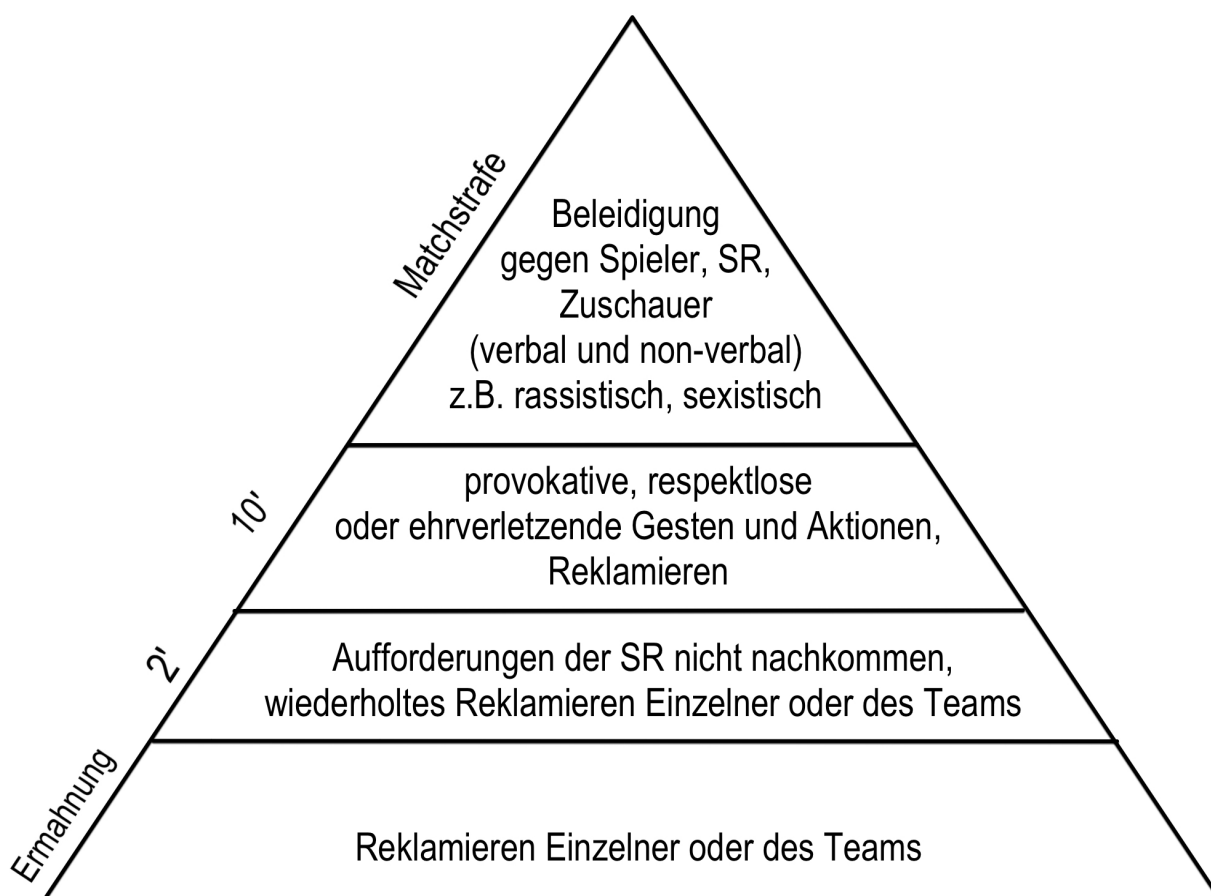 Matchstrafe
Beleidigung
gegen Spieler, SR,
Zuschauer
(verbal und non-verbal)
z.B. rassistisch, sexistisch
10'
provokative, respektlose
oder ehrverletzende Gesten und Aktionen,
Reklamieren
2'
Aufforderungen der SR nicht nachkommen,
wiederholtes Reklamieren Einzelner oder des Teams
Ermahnung
Reklamieren Einzelner oder des Teams